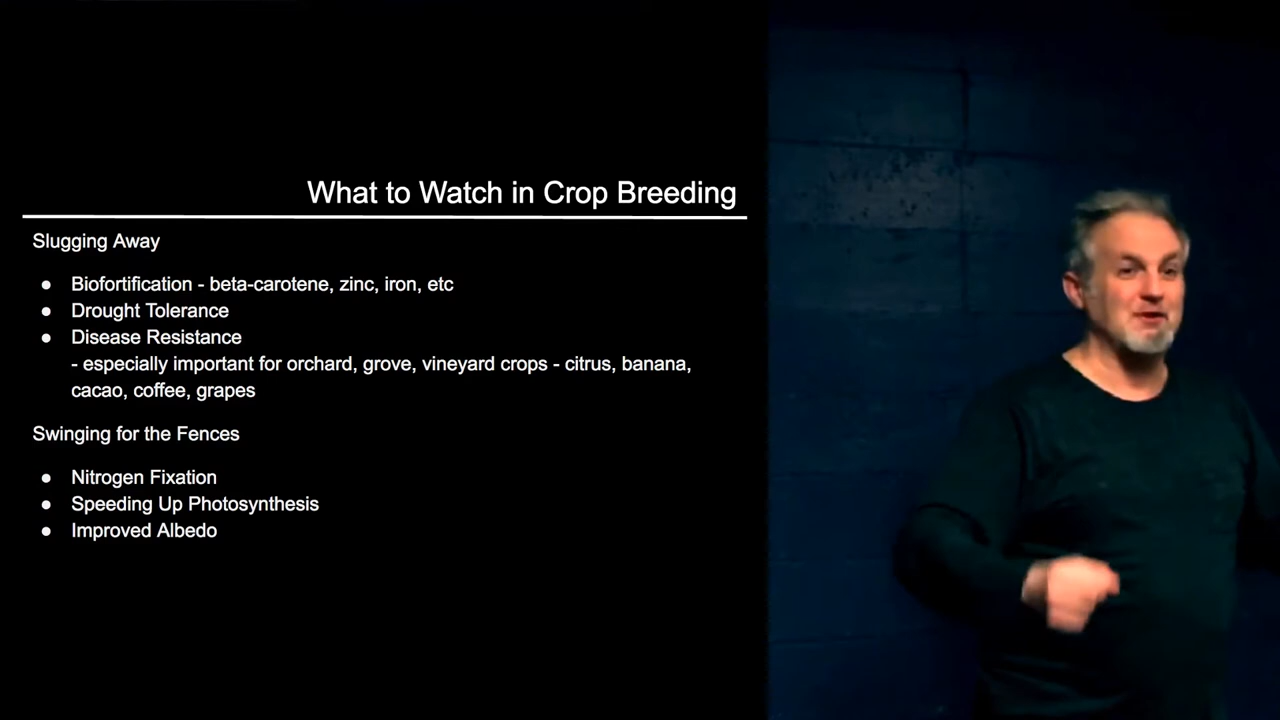 What to Watch in Crop Breeding
Slugging Away
● Biofortification - beta-carotene, zinc, iron, etc
● Drought Tolerance
● Disease Resistance
- especially important for orchard, grove, vineyard crops - citrus, banana,
cacao, coffee, grapes
Swinging for the Fences
● Nitrogen Fixation
● Speeding Up Photosynthesis
● Improved Albedo